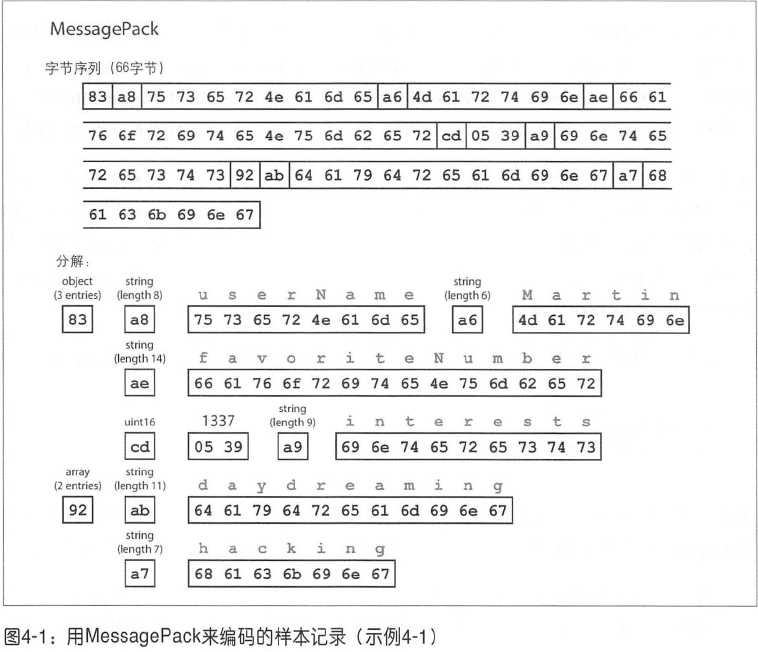 MessagePack
字节序列（66字节）
83 a8 75 73 65 72 4e 61 6d 65 a6 4d 61 72 74 69 6e ae 66 61
76 6f 72 69 74 65 4e 75 6d 62 65 72 cd 05 39 a9 69 6e 74 65
72 65 73 74 73 92 ab 64 61 79 64 72 65 61 6d 69 6e 67 a7 68
61 63 6b 69 6e 67
分解：
object string string
(3 entries) (length 8) u s e r N a m e (length 6) M a r t i n
83 a8 75 73 65 72 4e 61 6d 65 a6 4d 61 72 74 69 6e
string
(length 14) f a v o r i t e N u m b e r
ae 66 61 76 6f 72 69 74 65 4e 75 6d 62 65 72
string
uint16 1337 (length 9) i n t e r e s t s
cd 05 39 a9 69 6e 74 65 72 65 73 74 73
array string
(2 entries) (length 11) d a y d r e a m i n g
92 ab 64 61 79 64 72 65 61 6d 69 6e 67
string
(length 7) h a c k i n g
a7 68 61 63 6b 69 6e 67
图4-1：用MessagePack来编码的样本记录（示例4-1）